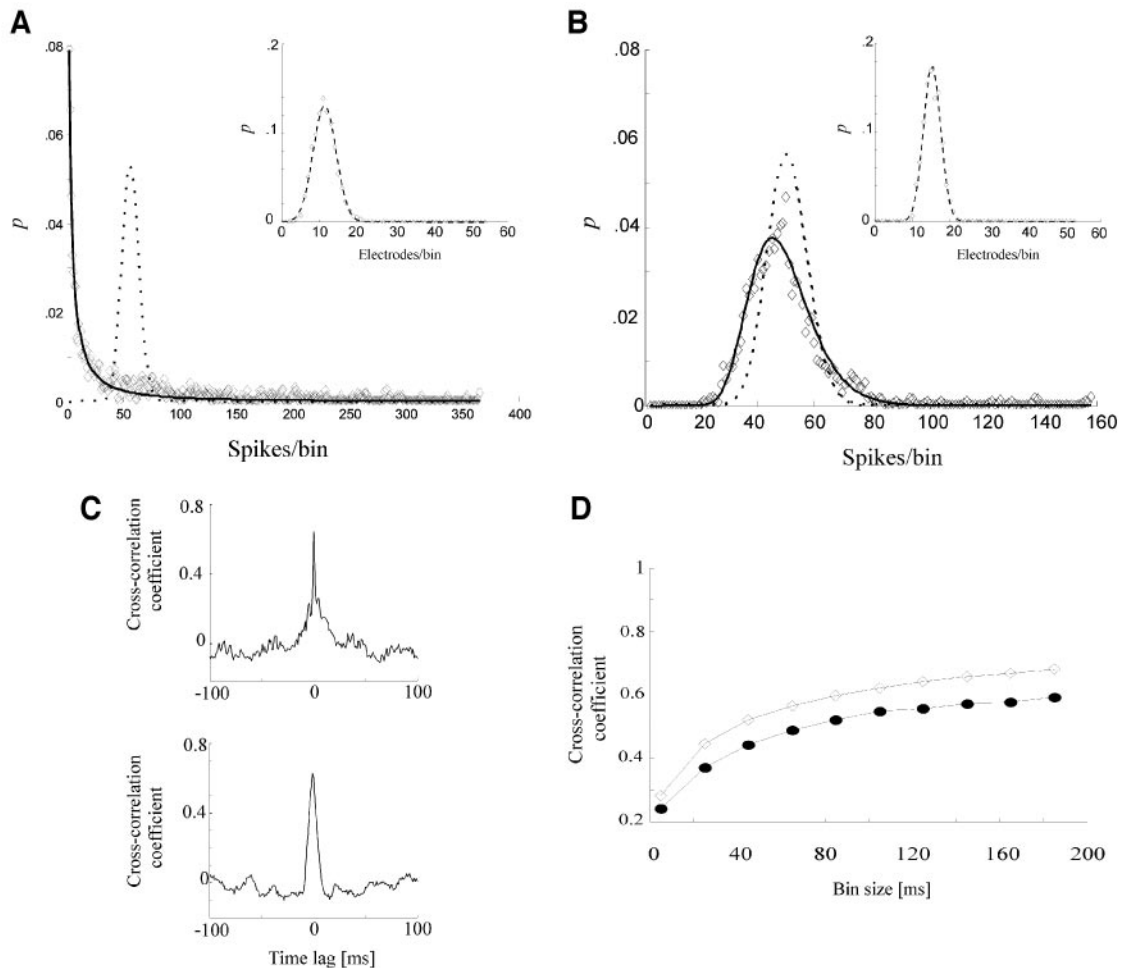 A
.08
.06
.04
.02
0
p
0 50 100 150 200 250 300 350 400
Spikes/bin
.2
.1
0
p
0 10 20 30 40 50 60
Electrodes/bin
B
.08
.06
.04
.02
0
p
0 20 40 60 80 100 120 140 160
Spikes/bin
.2
.1
0
p
0 10 20 30 40 50 60
Electrodes/bin
C
Cross-correlation
coefficient
0.8
0.4
0
-100 0 100
Cross-correlation
coefficient
0.8
0.4
0
-100 0 100
Time lag [ms]
D
Cross-correlation
coefficient
1
0.8
0.6
0.4
0.2
0 40 80 120 160 200
Bin size [ms]